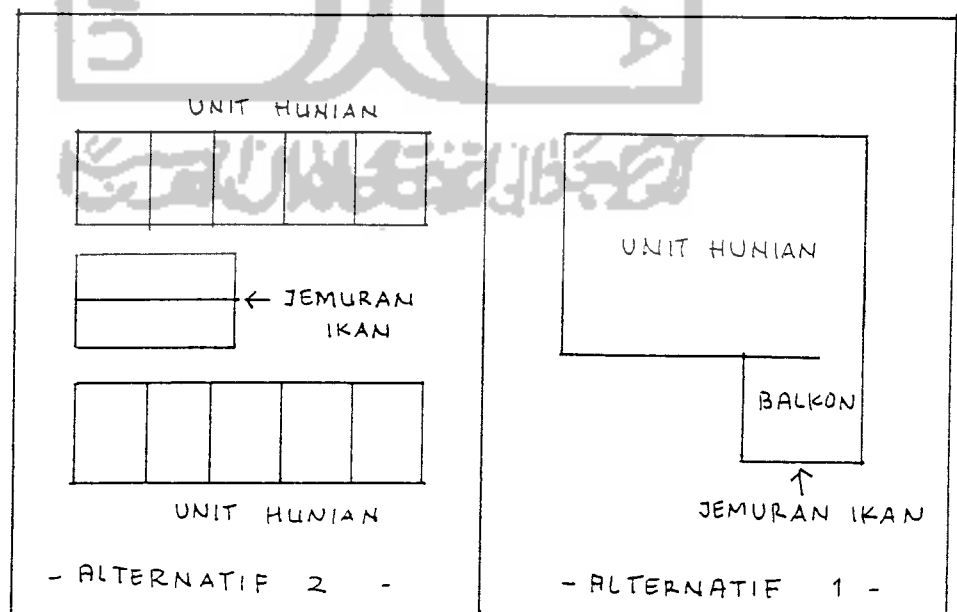 UNIT HUNIAN
← JEMURAN
IKAN
UNIT HUNIAN
- ALTERNATIF 2 -
UNIT HUNIAN
BALKON
↑
JEMURAN IKAN
- ALTERNATIF 1 -